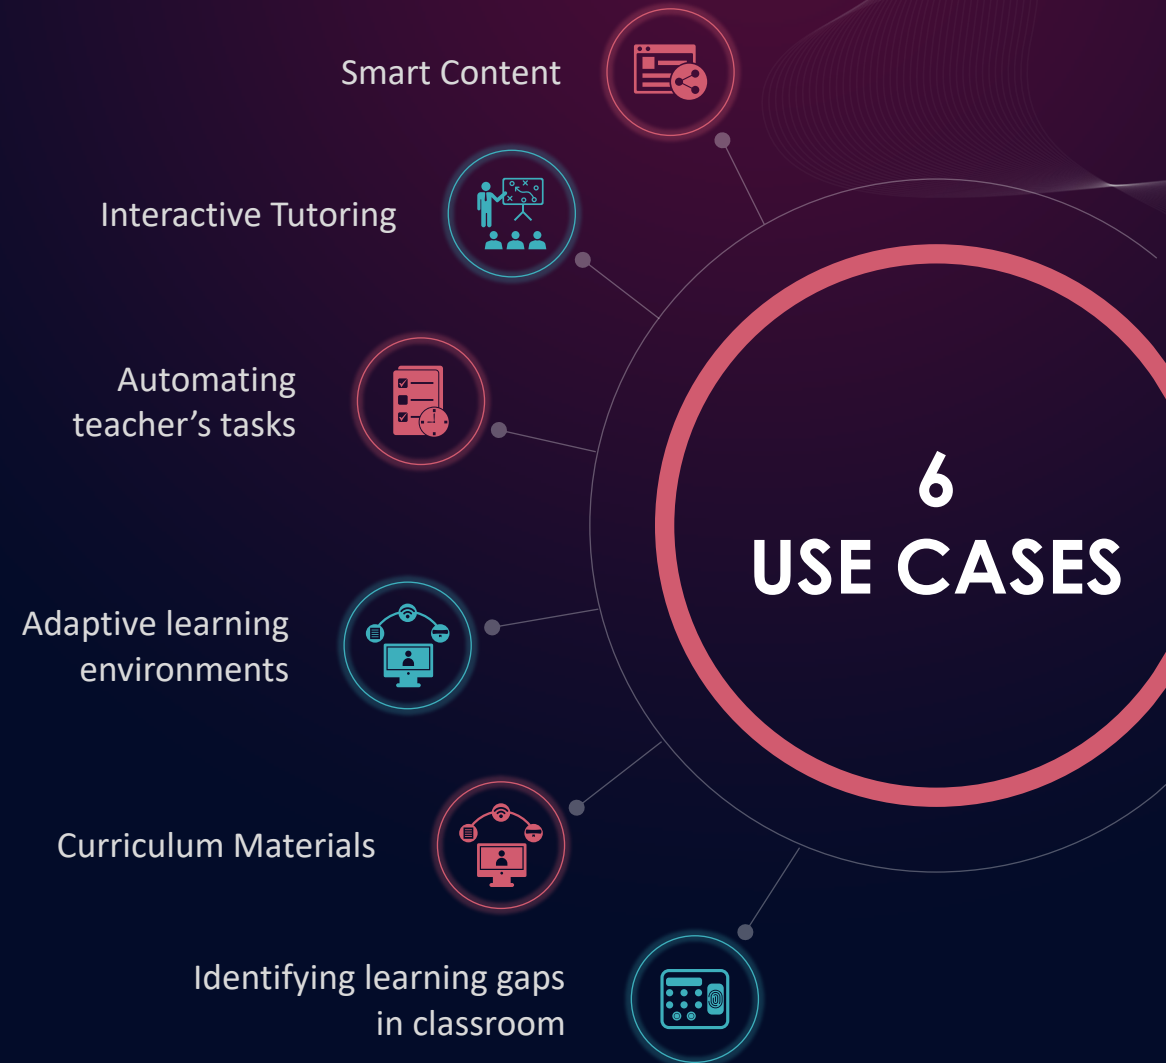 Smart Content
Interactive Tutoring
Automating
teacher’s tasks
Adaptive learning
environments
Curriculum Materials
Identifying learning gaps
in classroom
6
USE CASES